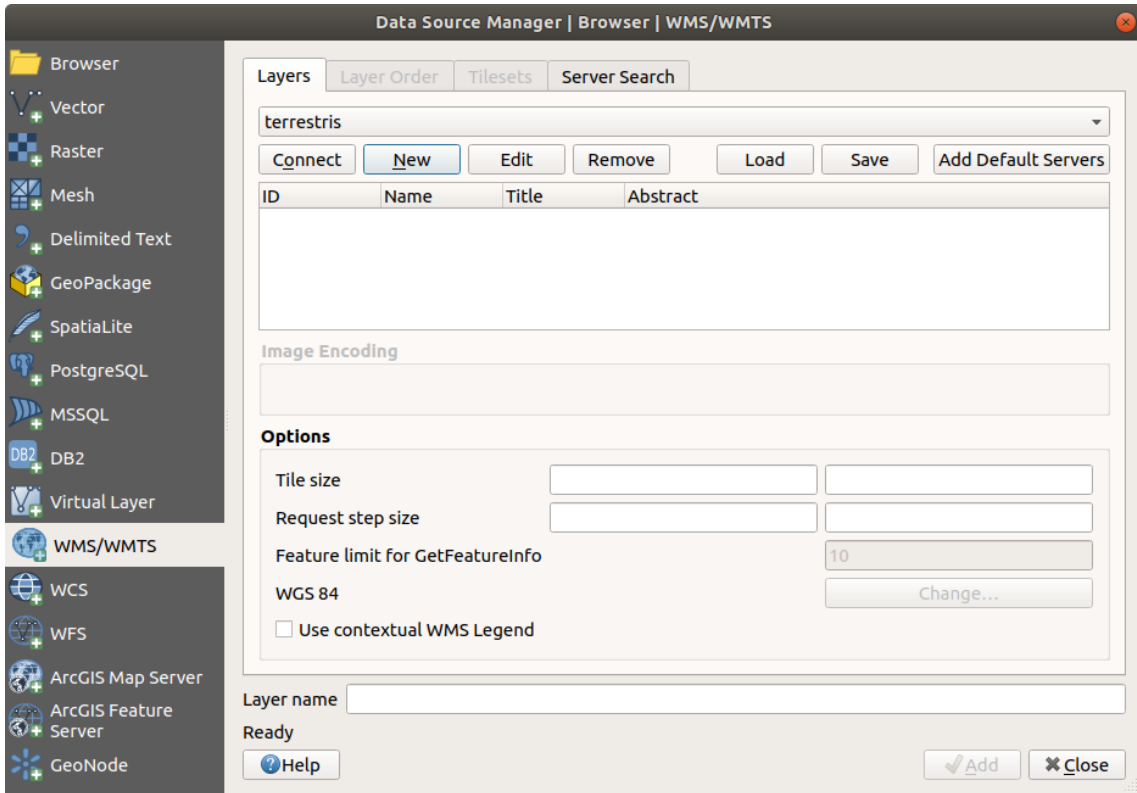 Data Source Manager | Browser | WMS/WMTS
Browser
Vector
Raster
Mesh
Delimited Text
GeoPackage
SpatiaLite
PostgreSQL
MSSQL
DB2 DB2
Virtual Layer
WMS/WMTS
WCS
WFS
ArcGIS Map Server
ArcGIS Feature
Server
GeoNode
Layers Layer Order Tilesets Server Search
terrestris
Connect New Edit Remove Load Save Add Default Servers
ID Name Title Abstract
Image Encoding
Options
Tile size
Request step size
Feature limit for GetFeatureInfo 10
WGS 84 Change...
Use contextual WMS Legend
Layer name
Ready
?Help Add Close